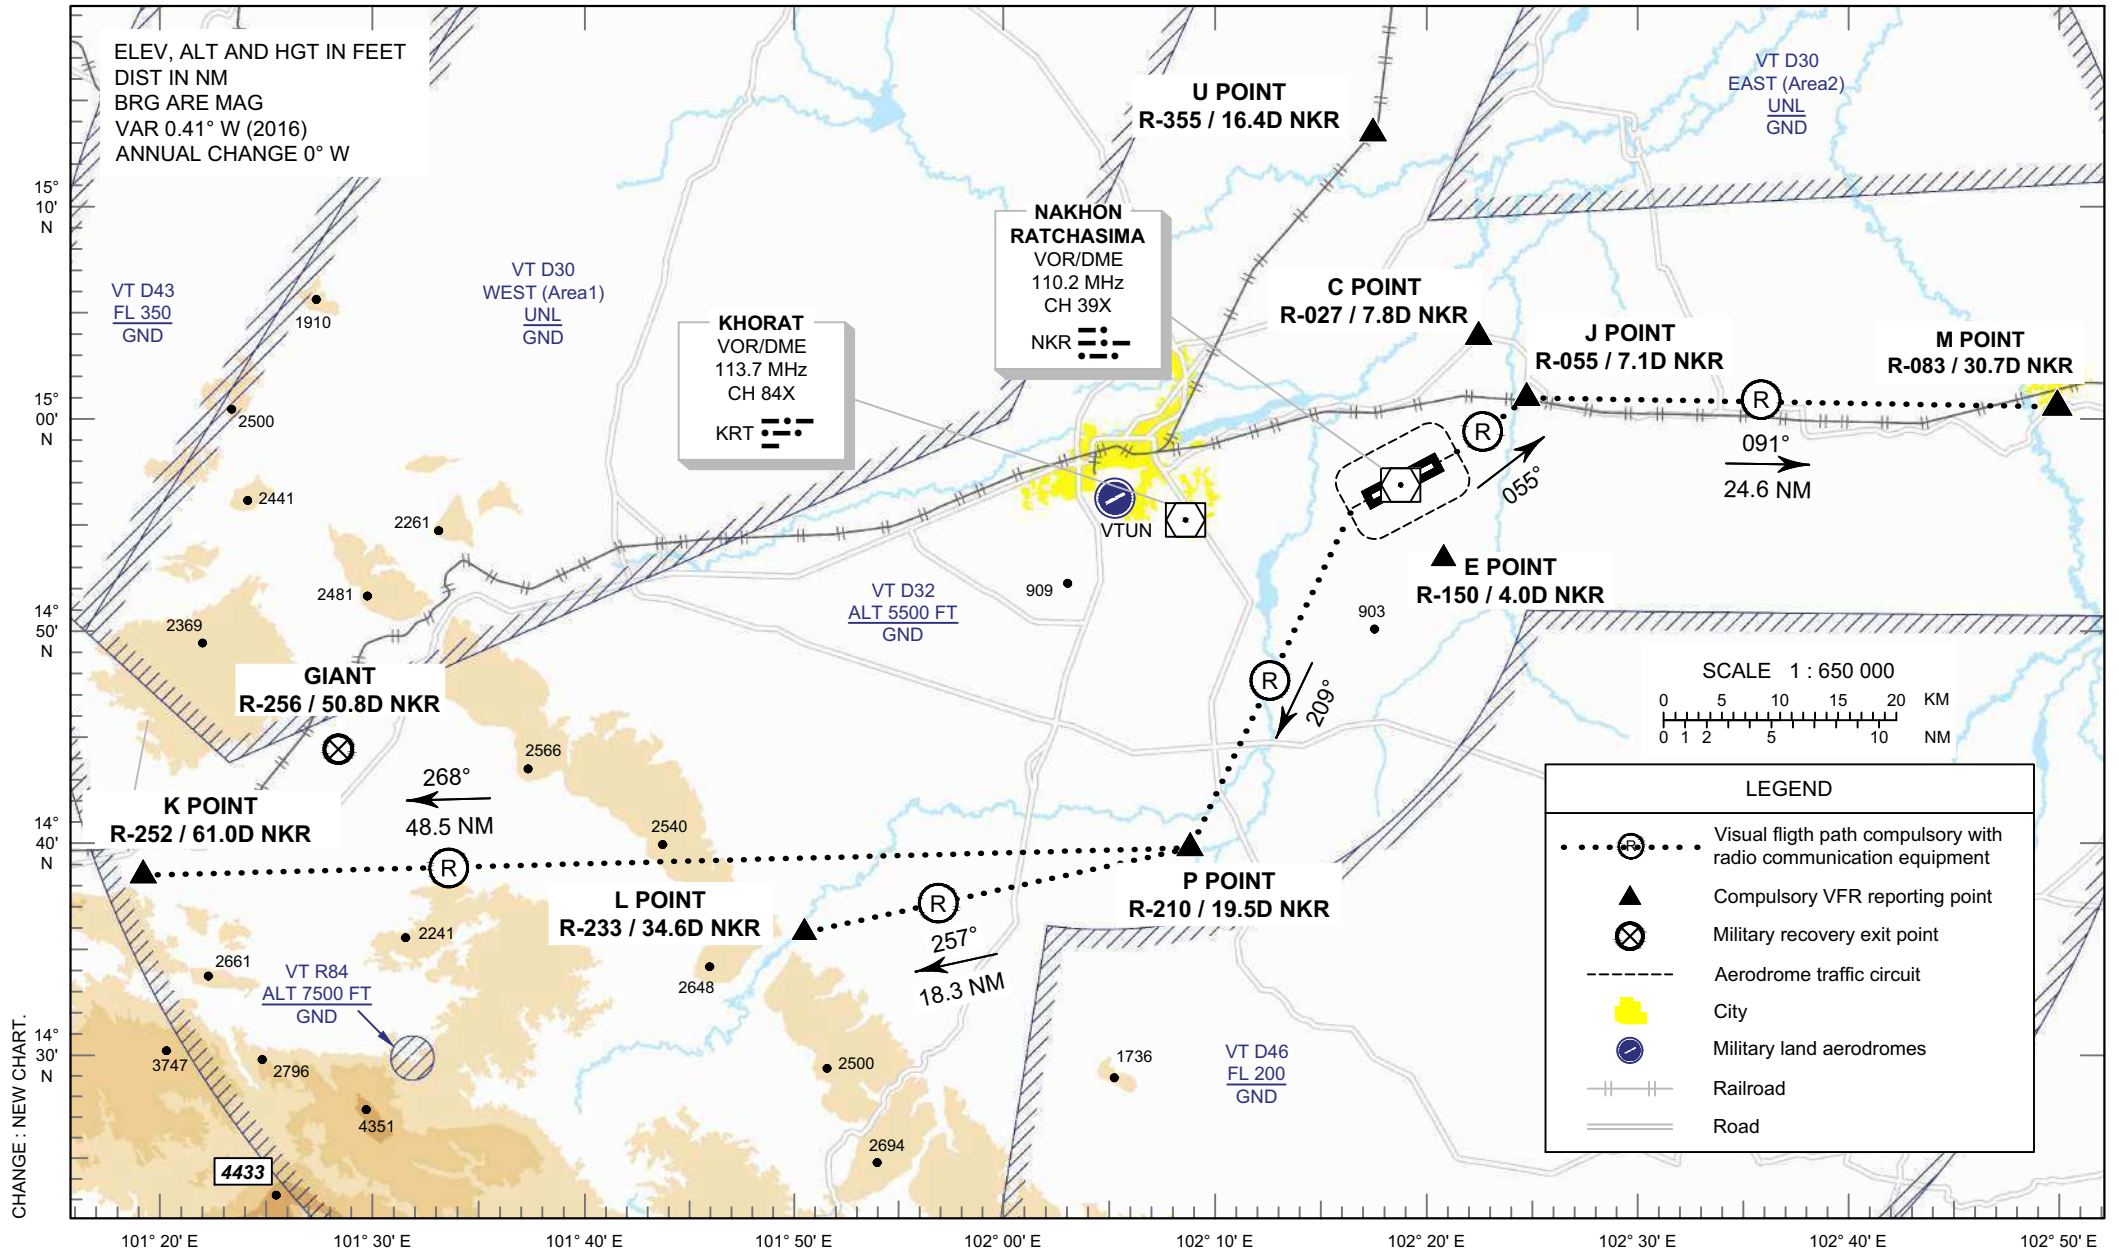 ELEV, ALT AND HGT IN FEET
DIST IN NM
BRG ARE MAG
VAR 0.41° W (2016)
ANNUAL CHANGE 0° W
U POINT
R-355 / 16.4D NKR
VT D30
EAST (Area2)
UNL
GND
15°
10'
N
NAKHON
RATCHASIMA
VOR/DME
110.2 MHz
CH 39X
NKR
VT D43
FL 350
GND
1910
VT D30
WEST (Area1)
UNL
GND
KHORAT
VOR/DME
113.7 MHz
CH 84X
KRT
C POINT
R-027 / 7.8D NKR
J POINT
R-055 / 7.1D NKR
M POINT
R-083 / 30.7D NKR
15°
00'
N
2500
R
R
091°
24.6 NM
055°
2441
2261
VTUN
2481
909
VT D32
ALT 5500 FT
GND
E POINT
R-150 / 4.0D NKR
903
14°
50'
N
2369
GIANT
R-256 / 50.8D NKR
R
209°
SCALE 1 : 650 000
0 5 10 15 20 KM
0 1 2 5 10 NM
2566
268°
48.5 NM
K POINT
R-252 / 61.0D NKR
14°
40'
N
2540
R
L POINT
R-233 / 34.6D NKR
R
257°
18.3 NM
P POINT
R-210 / 19.5D NKR
2241
2661
2648
VT R84
ALT 7500 FT
GND
14°
30'
N
3747
2796
4351
4433
2500
2694
1736
VT D46
FL 200
GND
LEGEND
R
Visual fligth path compulsory with
radio communication equipment
Compulsory VFR reporting point
Military recovery exit point
Aerodrome traffic circuit
City
Military land aerodromes
Railroad
Road
CHANGE : NEW CHART.
101° 20' E
101° 30' E
101° 40' E
101° 50' E
102° 00' E
102° 10' E
102° 20' E
102° 30' E
102° 40' E
102° 50' E